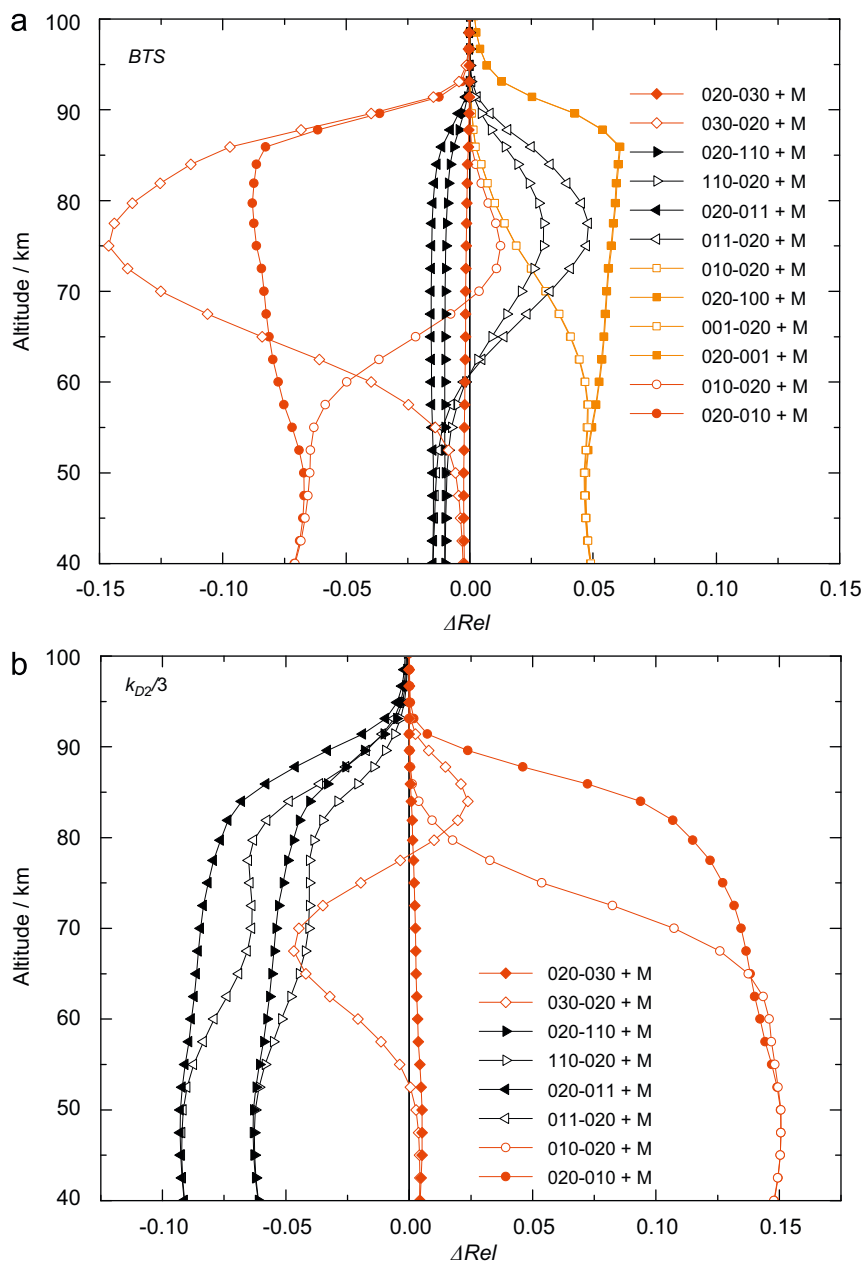 a
BTS
100
90
80
70
60
50
40
Altitude / km
020-030 + M
030-020 + M
020-110 + M
110-020 + M
020-011 + M
011-020 + M
010-020 + M
020-100 + M
001-020 + M
020-001 + M
010-020 + M
020-010 + M
-0.15 -0.10 -0.05 0.00 0.05 0.10 0.15
ΔRel
b
k_D2/3
100
90
80
70
60
50
40
Altitude / km
020-030 + M
030-020 + M
020-110 + M
110-020 + M
020-011 + M
011-020 + M
010-020 + M
020-010 + M
-0.10 -0.05 0.00 0.05 0.10 0.15
ΔRel